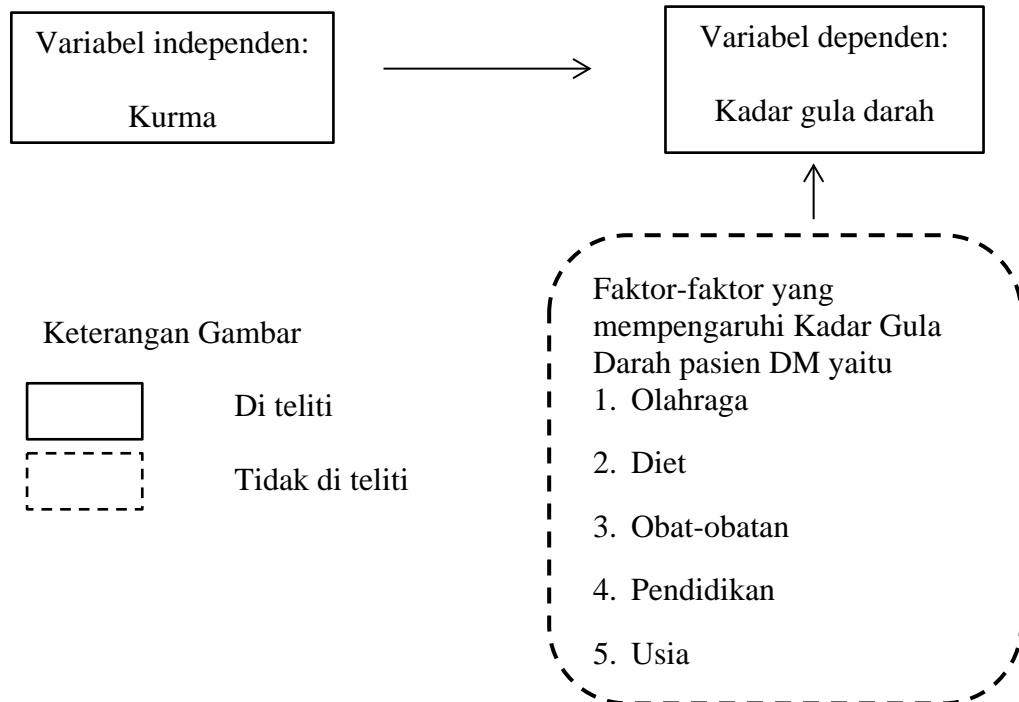 Variabel independen:
Kurma
Variabel dependen:
Kadar gula darah
Faktor-faktor yang
mempengaruhi Kadar Gula
Darah pasien DM yaitu
1. Olahraga
2. Diet
3. Obat-obatan
4. Pendidikan
5. Usia
Keterangan Gambar
Di teliti
Tidak di teliti